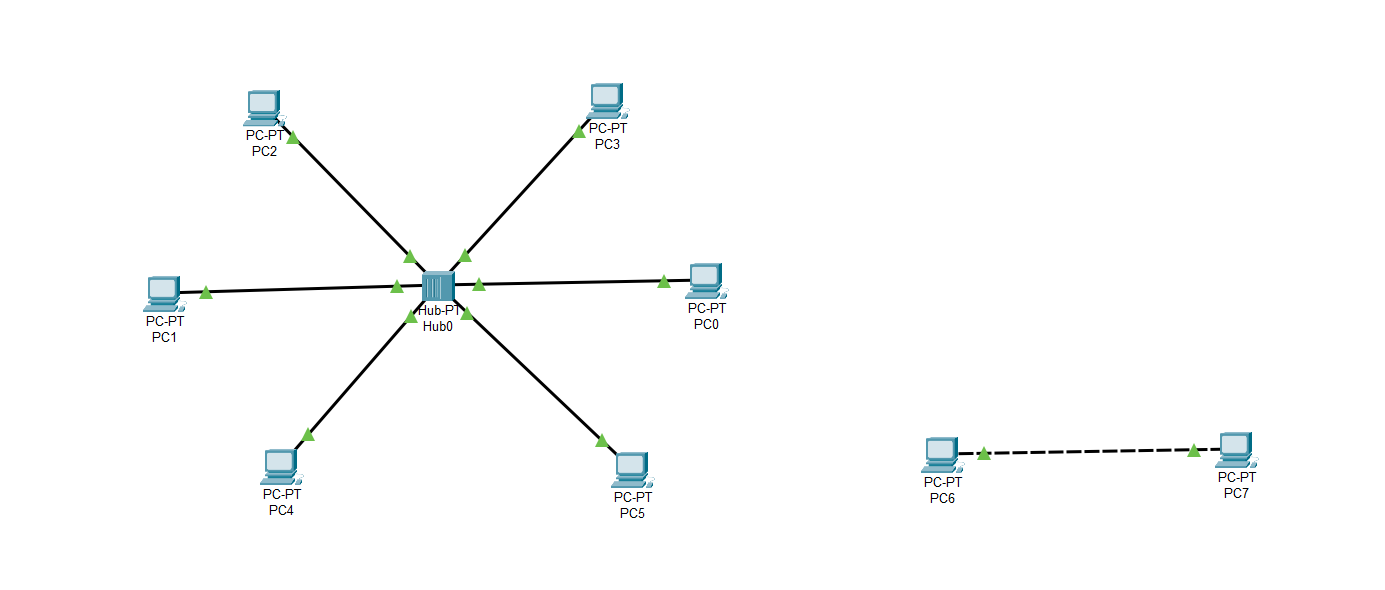 PC-PT
PC2
PC-PT
PC3
PC-PT
PC1
Hub-PT
Hub0
PC-PT
PC0
PC-PT
PC4
PC-PT
PC5
PC-PT
PC6
PC-PT
PC7